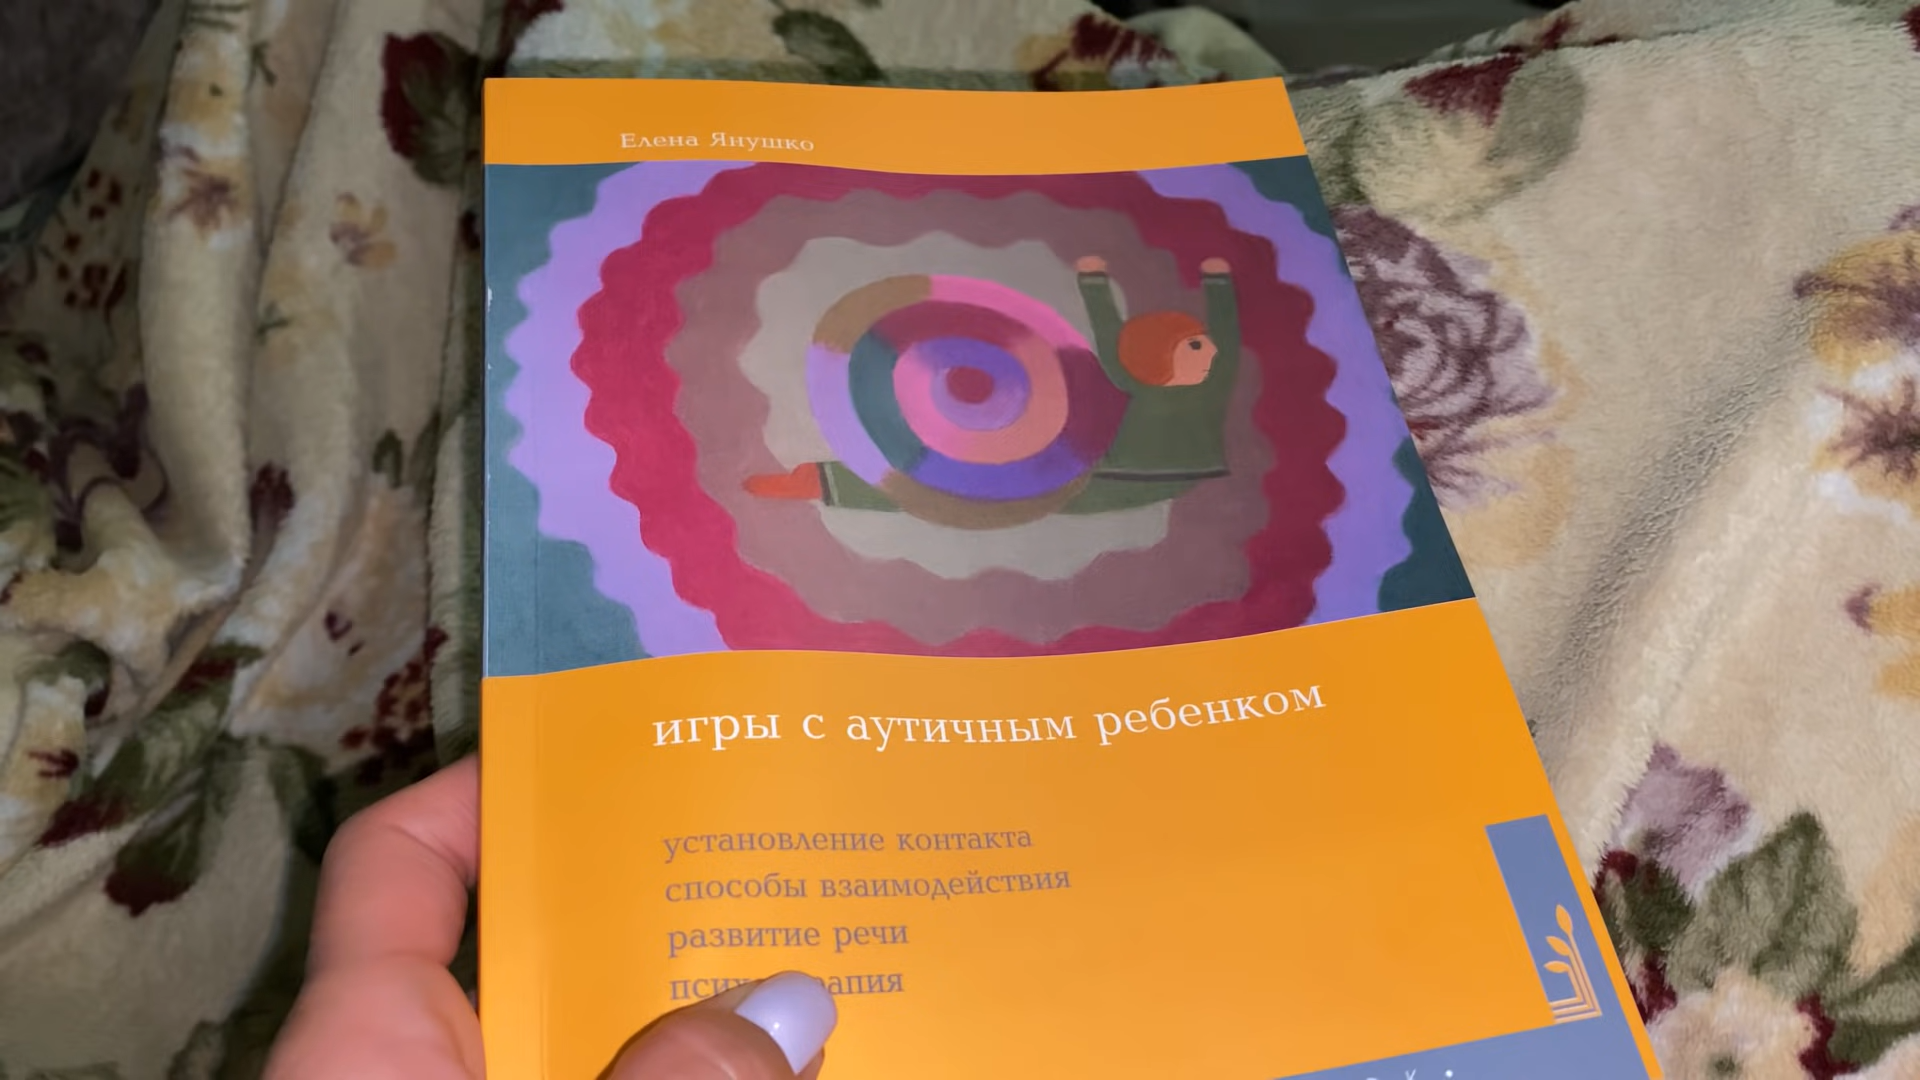 Елена Янушко
игры с аутичным ребенком
установление контакта
способы взаимодействия
развитие речи